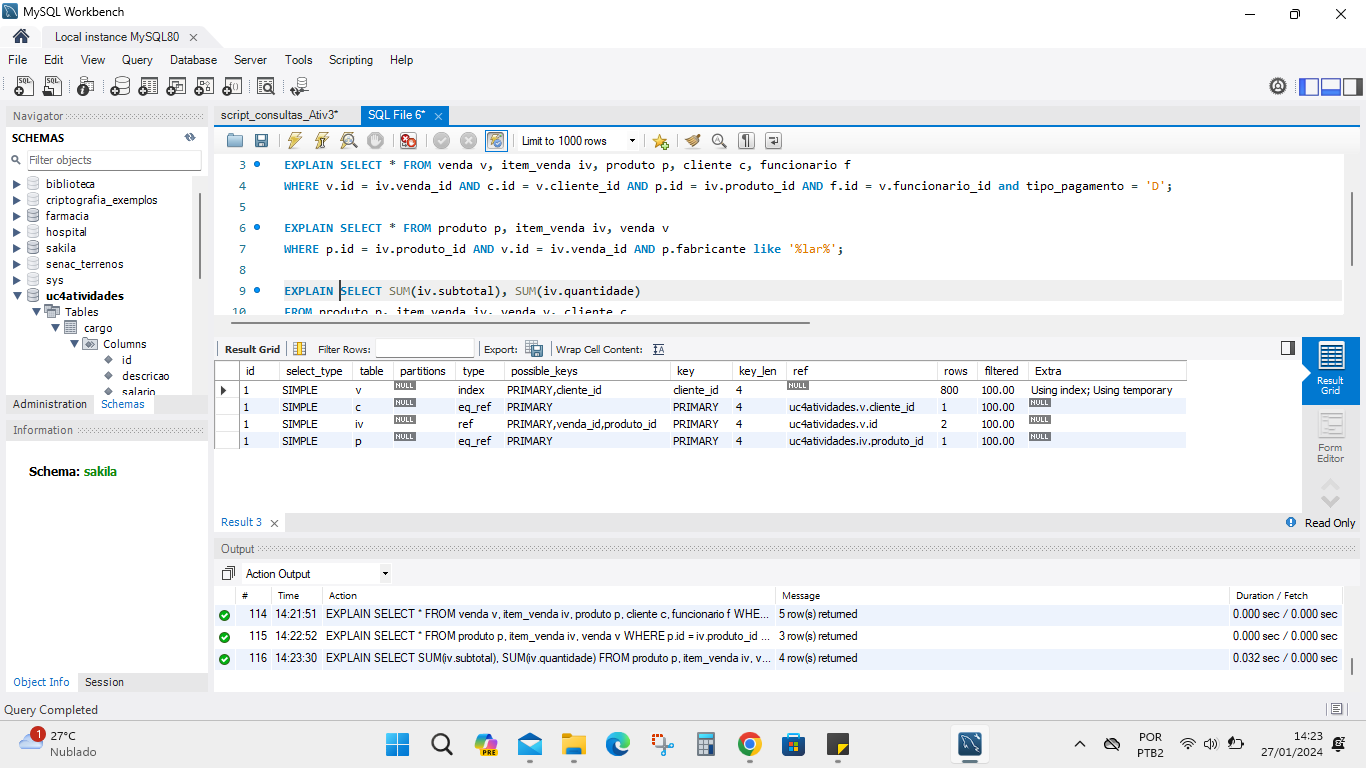 MySQL Workbench
Local instance MySQL80
File Edit View Query Database Server Tools Scripting Help
Navigator
SCHEMAS
Filter objects
biblioteca
criptografia_exemplos
farmacia
hospital
sakila
senac_terrenos
sys
uc4atividades
Tables
cargo
Columns
id
descricao
salario
Administration Schemas
Information
Schema: sakila
Object Info Session
script_consultas_Ativ3* SQL File 6*
Limit to 1000 rows
3 EXPLAIN SELECT * FROM venda v, item_venda iv, produto p, cliente c, funcionario f
4 WHERE v.id = iv.venda_id AND c.id = v.cliente_id AND p.id = iv.produto_id AND f.id = v.funcionario_id and tipo_pagamento = 'D';
5
6 EXPLAIN SELECT * FROM produto p, item_venda iv, venda v
7 WHERE p.id = iv.produto_id AND v.id = iv.venda_id AND p.fabricante like '%lar%';
8
9 EXPLAIN SELECT SUM(iv.subtotal), SUM(iv.quantidade)
10 FROM produto p, item_venda iv, venda v, cliente c
Result Grid Filter Rows: Export: Wrap Cell Content:
id select_type table partitions type possible_keys key key_len ref rows filtered Extra
1 SIMPLE v NULL index PRIMARY,cliente_id cliente_id 4 NULL 800 100.00 Using index; Using temporary
1 SIMPLE c NULL eq_ref PRIMARY PRIMARY 4 uc4atividades.v.cliente_id 1 100.00 NULL
1 SIMPLE iv NULL ref PRIMARY,venda_id,produto_id PRIMARY 4 uc4atividades.v.id 2 100.00 NULL
1 SIMPLE p NULL eq_ref PRIMARY PRIMARY 4 uc4atividades.iv.produto_id 1 100.00 NULL
Result Grid
Form Editor
Result 3
Read Only
Output
Action Output
# Time Action Message Duration / Fetch
114 14:21:51 EXPLAIN SELECT * FROM venda v, item_venda iv, produto p, cliente c, funcionario f WHE... 5 row(s) returned 0.000 sec / 0.000 sec
115 14:22:52 EXPLAIN SELECT * FROM produto p, item_venda iv, venda v WHERE p.id = iv.produto_id ... 3 row(s) returned 0.000 sec / 0.000 sec
116 14:23:30 EXPLAIN SELECT SUM(iv.subtotal), SUM(iv.quantidade) FROM produto p, item_venda iv, v... 4 row(s) returned 0.032 sec / 0.000 sec
Query Completed
1
27°C
Nublado
PRE
POR
PTB2
14:23
27/01/2024